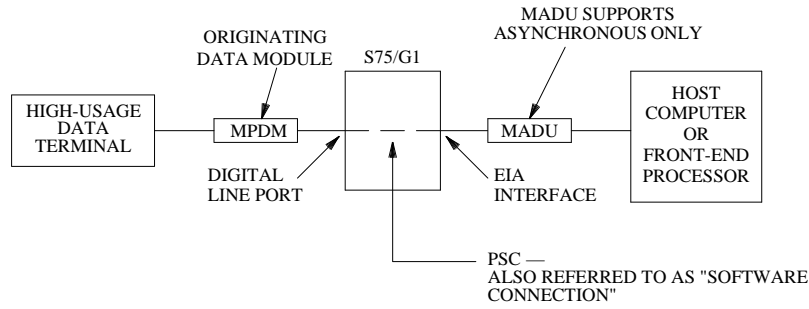 ORIGINATING
DATA MODULE
S75/G1
MADU SUPPORTS
ASYNCHRONOUS ONLY
HIGH-USAGE
DATA
TERMINAL
MPDM
MADU
HOST
COMPUTER
OR
FRONT-END
PROCESSOR
DIGITAL
LINE PORT
EIA
INTERFACE
PSC —
ALSO REFERRED TO AS "SOFTWARE
CONNECTION"